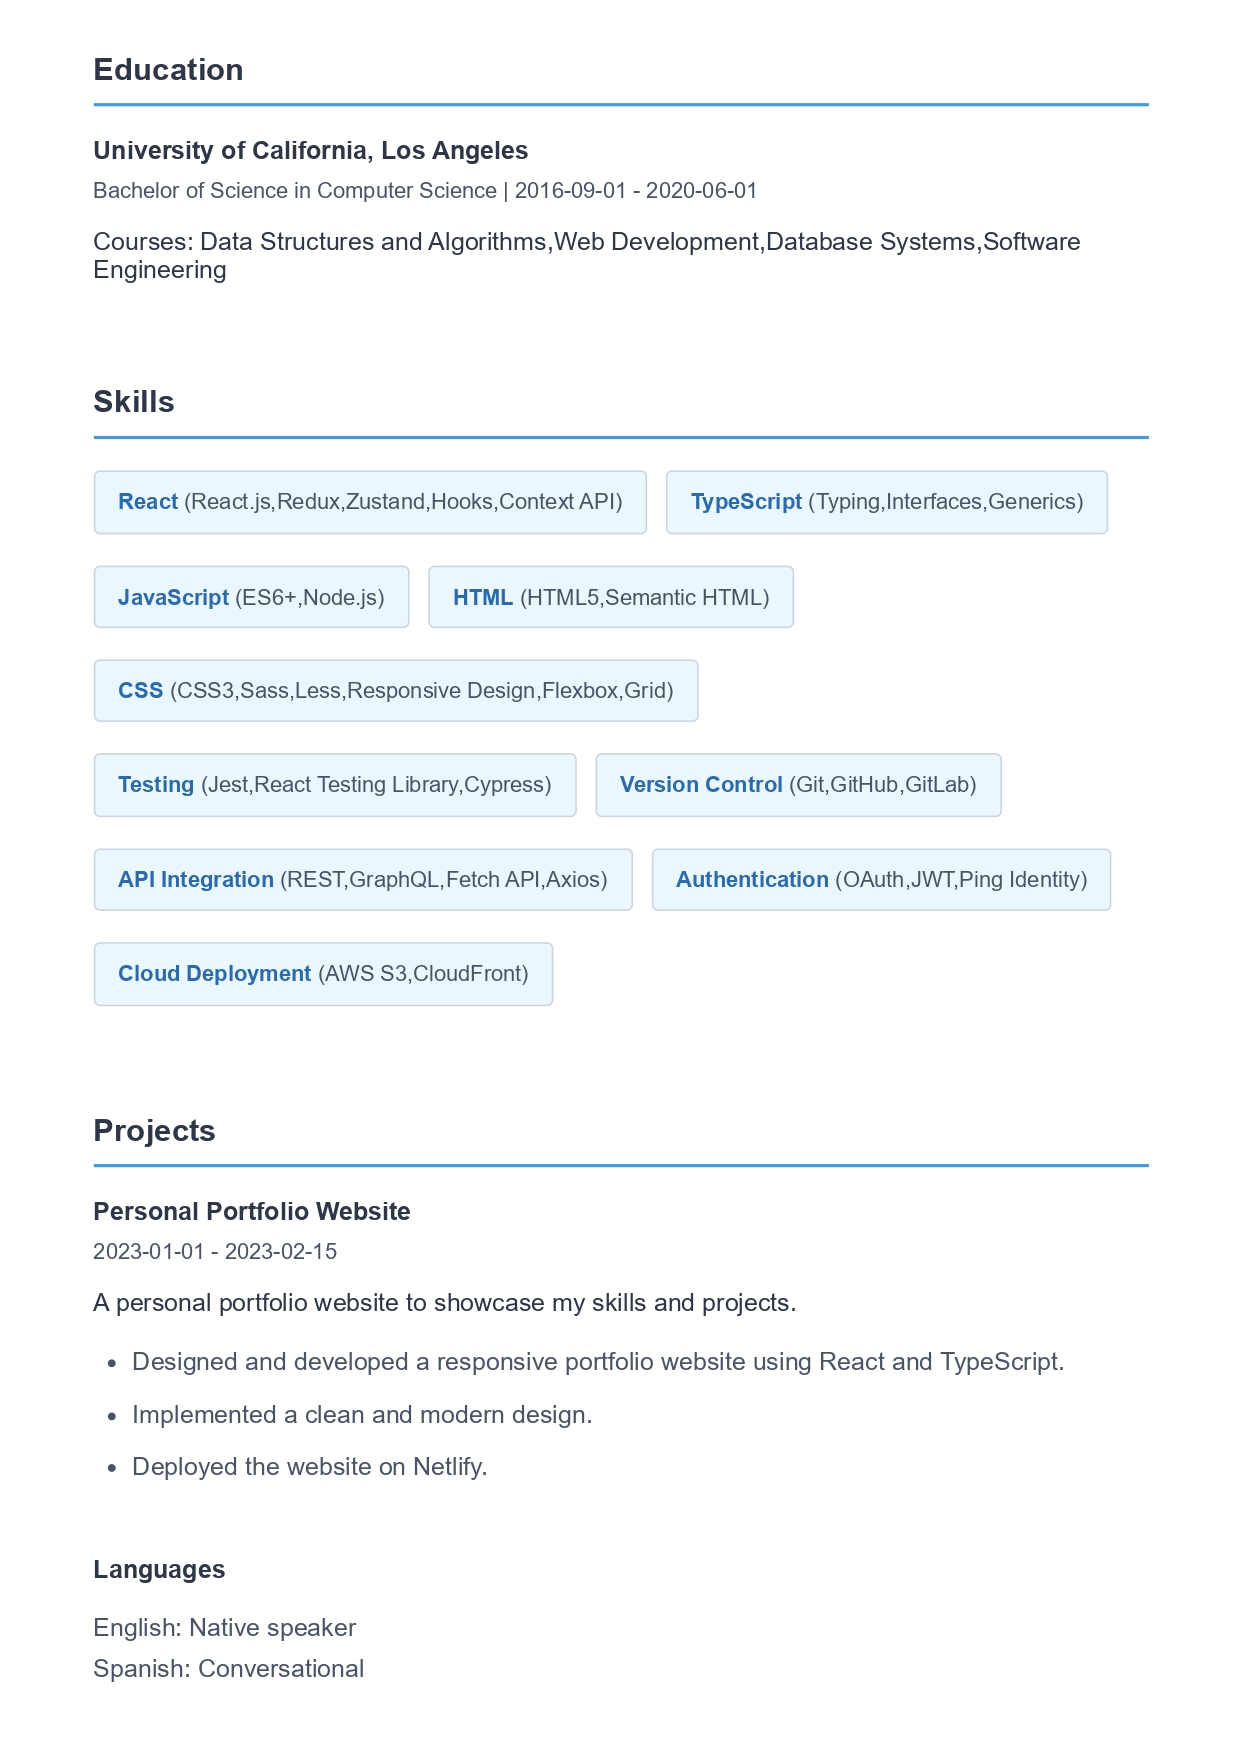 Education
University of California, Los Angeles
Bachelor of Science in Computer Science | 2016-09-01 - 2020-06-01
Courses: Data Structures and Algorithms,Web Development,Database Systems,Software
Engineering
Skills
React (React.js,Redux,Zustand,Hooks,Context API) TypeScript (Typing,Interfaces,Generics)
JavaScript (ES6+,Node.js) HTML (HTML5,Semantic HTML)
CSS (CSS3,Sass,Less,Responsive Design,Flexbox,Grid)
Testing (Jest,React Testing Library,Cypress) Version Control (Git,GitHub,GitLab)
API Integration (REST,GraphQL,Fetch API,Axios) Authentication (OAuth,JWT,Ping Identity)
Cloud Deployment (AWS S3,CloudFront)
Projects
Personal Portfolio Website
2023-01-01 - 2023-02-15
A personal portfolio website to showcase my skills and projects.
• Designed and developed a responsive portfolio website using React and TypeScript.
• Implemented a clean and modern design.
• Deployed the website on Netlify.
Languages
English: Native speaker
Spanish: Conversational